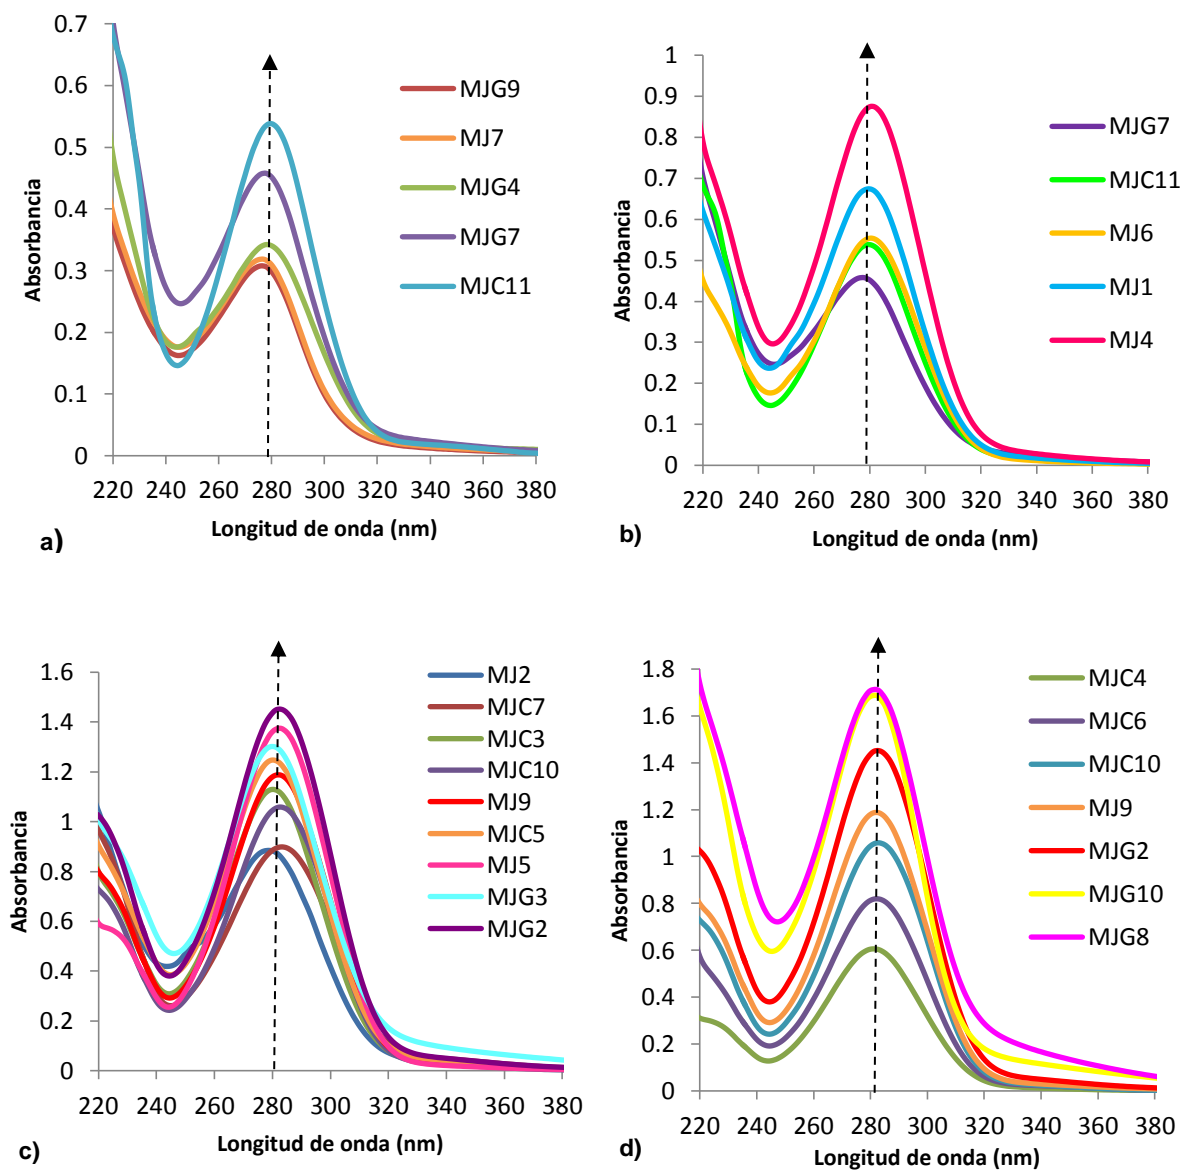 0.7
0.6
0.5
0.4
0.3
0.2
0.1
0
Absorbancia
220 240 260 280 300 320 340 360 380
Longitud de onda (nm)
MJG9
MJ7
MJG4
MJG7
MJC11
a)
1
0.9
0.8
0.7
0.6
0.5
0.4
0.3
0.2
0.1
0
Absorbancia
220 240 260 280 300 320 340 360 380
Longitud de onda (nm)
MJG7
MJC11
MJ6
MJ1
MJ4
b)
1.6
1.4
1.2
1
0.8
0.6
0.4
0.2
0
Absorbancia
220 240 260 280 300 320 340 360 380
Longitud de onda (nm)
MJ2
MJC7
MJC3
MJC10
MJ9
MJC5
MJ5
MJG3
MJG2
c)
1.8
1.6
1.4
1.2
1
0.8
0.6
0.4
0.2
0
Absorbancia
220 240 260 280 300 320 340 360 380
Longitud de onda (nm)
MJC4
MJC6
MJC10
MJ9
MJG2
MJG10
MJG8
d)